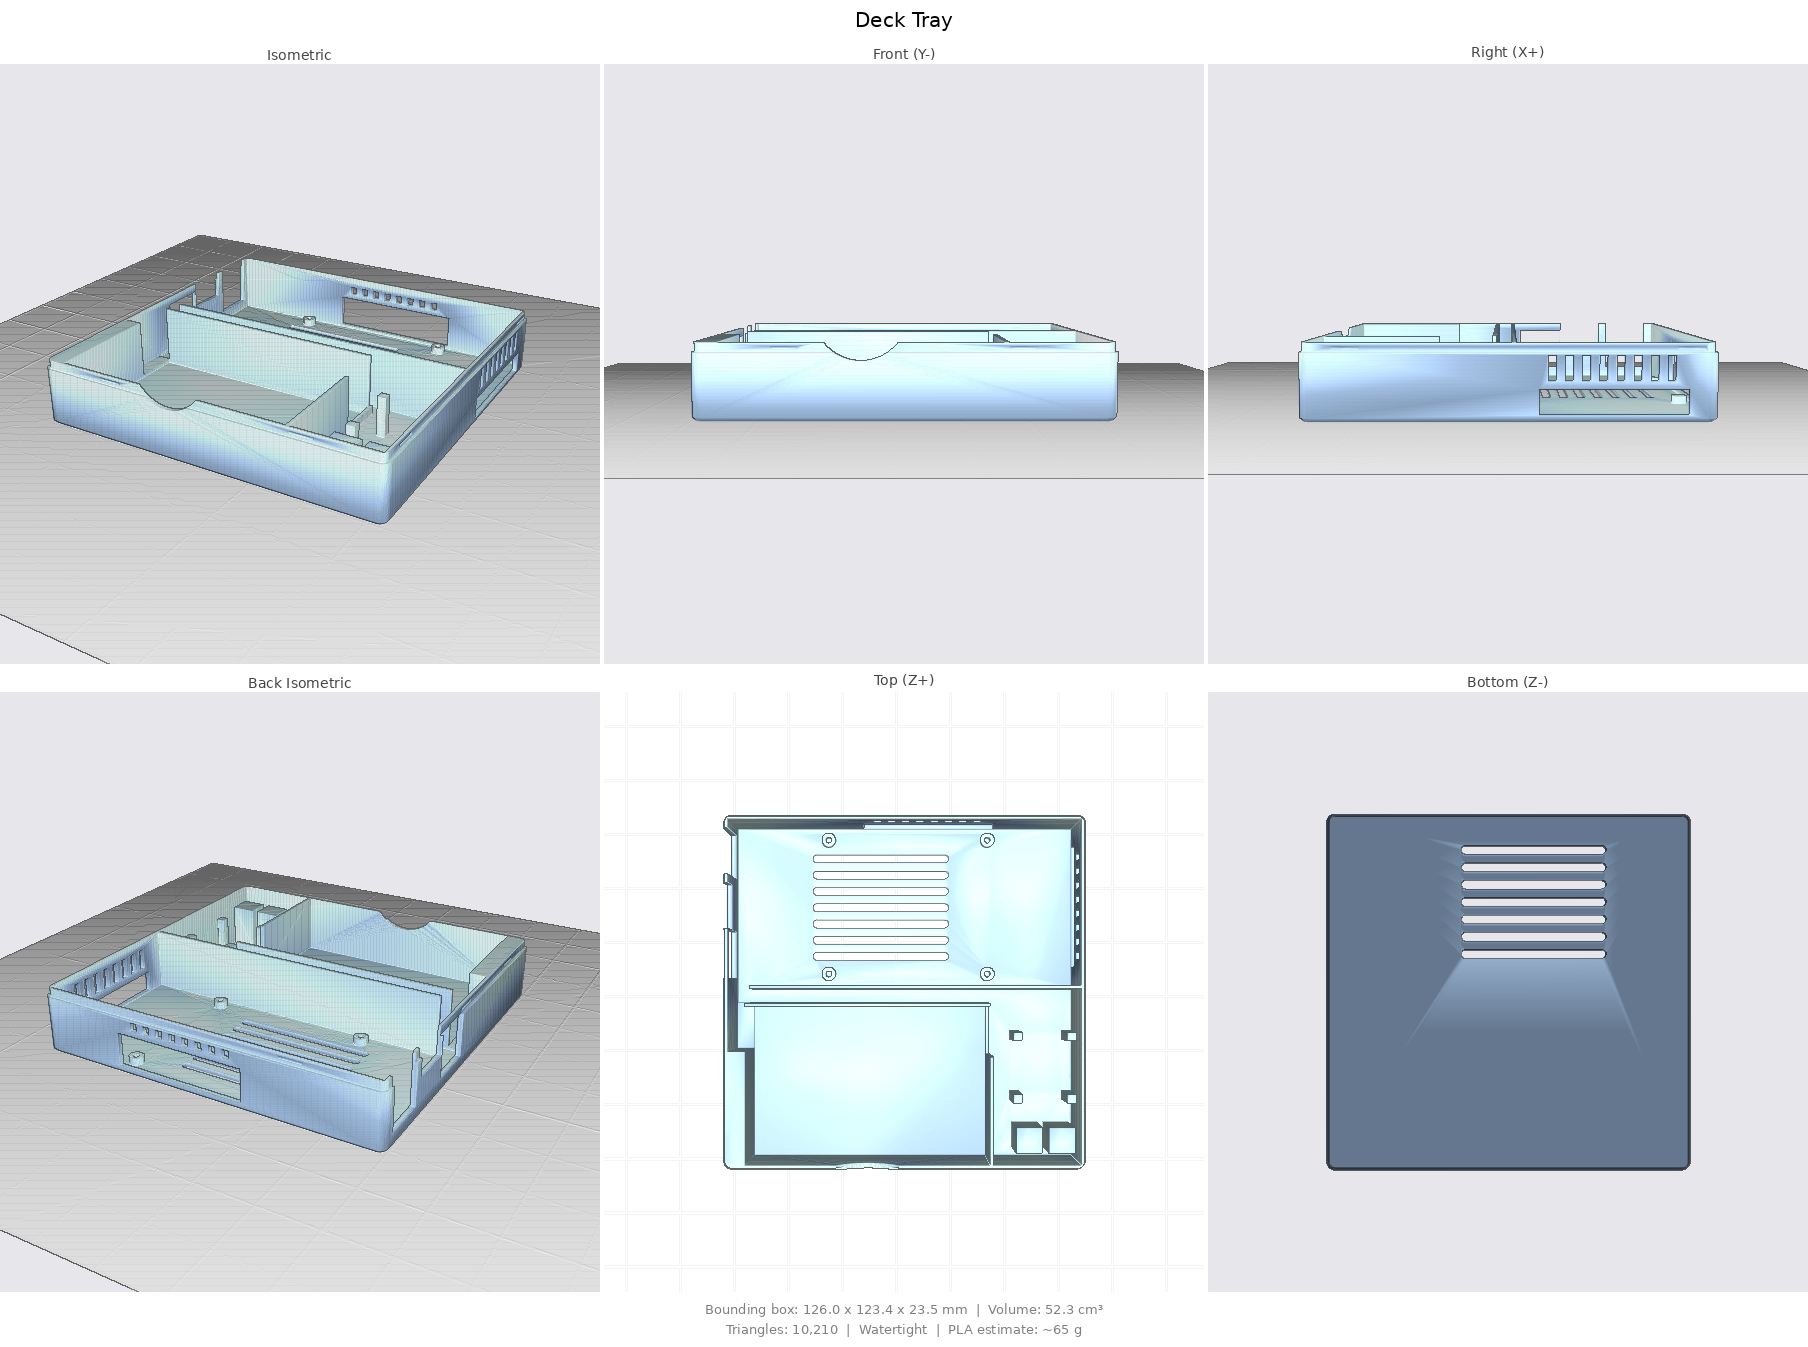 Deck Tray
Isometric
Front (Y-)
Right (X+)
Back Isometric
Top (Z+)
Bottom (Z-)
Bounding box: 126.0 x 123.4 x 23.5 mm | Volume: 52.3 cm³
Triangles: 10,210 | Watertight | PLA estimate: ~65 g